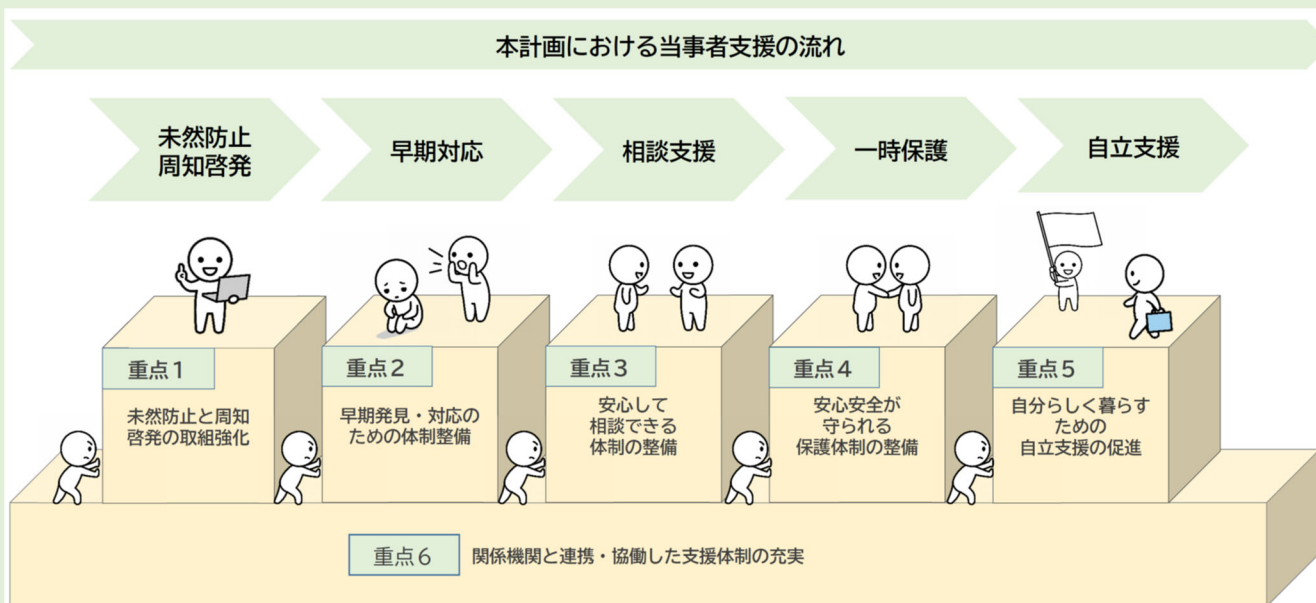 本計画における当事者支援の流れ
未然防止
周知啓発
早期対応
相談支援
一時保護
自立支援
重点1
未然防止と周知
啓発の取組強化
重点2
早期発見・対応の
ための体制整備
重点3
安心して
相談できる
体制の整備
重点4
安心安全が
守られる
保護体制の整備
重点5
自分らしく暮らす
ための
自立支援の促進
重点6
関係機関と連携・協働した支援体制の充実